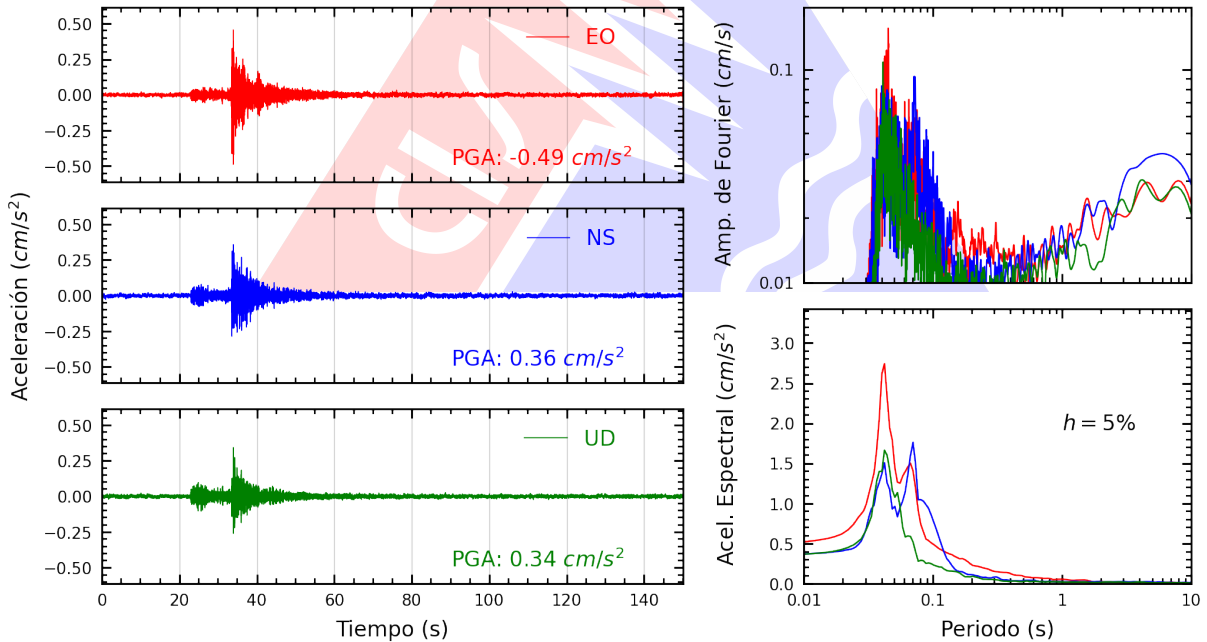 Aceleración (cm/s²)
0.50
0.25
0.00
−0.25
−0.50
EO
PGA: -0.49 cm/s²
0.50
0.25
0.00
−0.25
−0.50
NS
PGA: 0.36 cm/s²
0.50
0.25
0.00
−0.25
−0.50
UD
PGA: 0.34 cm/s²
0 20 40 60 80 100 120 140
Tiempo (s)
Amp. de Fourier (cm/s)
0.1
0.01
Acel. Espectral (cm/s²)
3.0
2.5
2.0
1.5
1.0
0.5
0.0
h = 5%
0.01 0.1 1 10
Periodo (s)